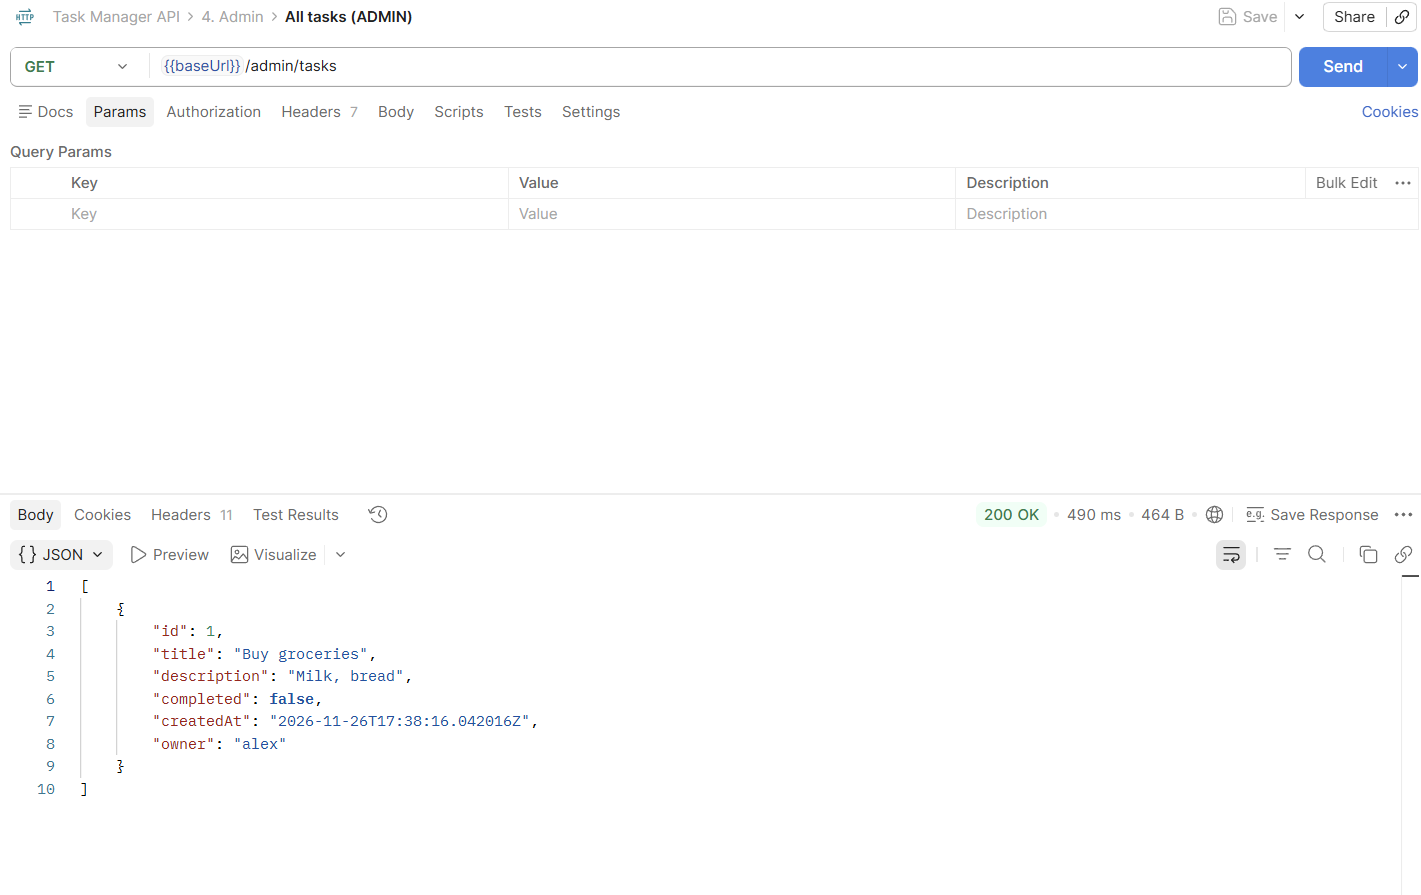 HTTP Task Manager API > 4. Admin > All tasks (ADMIN) Save Share
GET {{baseUrl}}/admin/tasks Send
Docs Params Authorization Headers 7 Body Scripts Tests Settings Cookies
Query Params
Key Value Description Bulk Edit
Key Value Description
Body Cookies Headers 11 Test Results 200 OK • 490 ms • 464 B • e.g. Save Response
{} JSON Preview Visualize
1 [
2 {
3 "id": 1,
4 "title": "Buy groceries",
5 "description": "Milk, bread",
6 "completed": false,
7 "createdAt": "2026-11-26T17:38:16.042016Z",
8 "owner": "alex"
9 }
10 ]